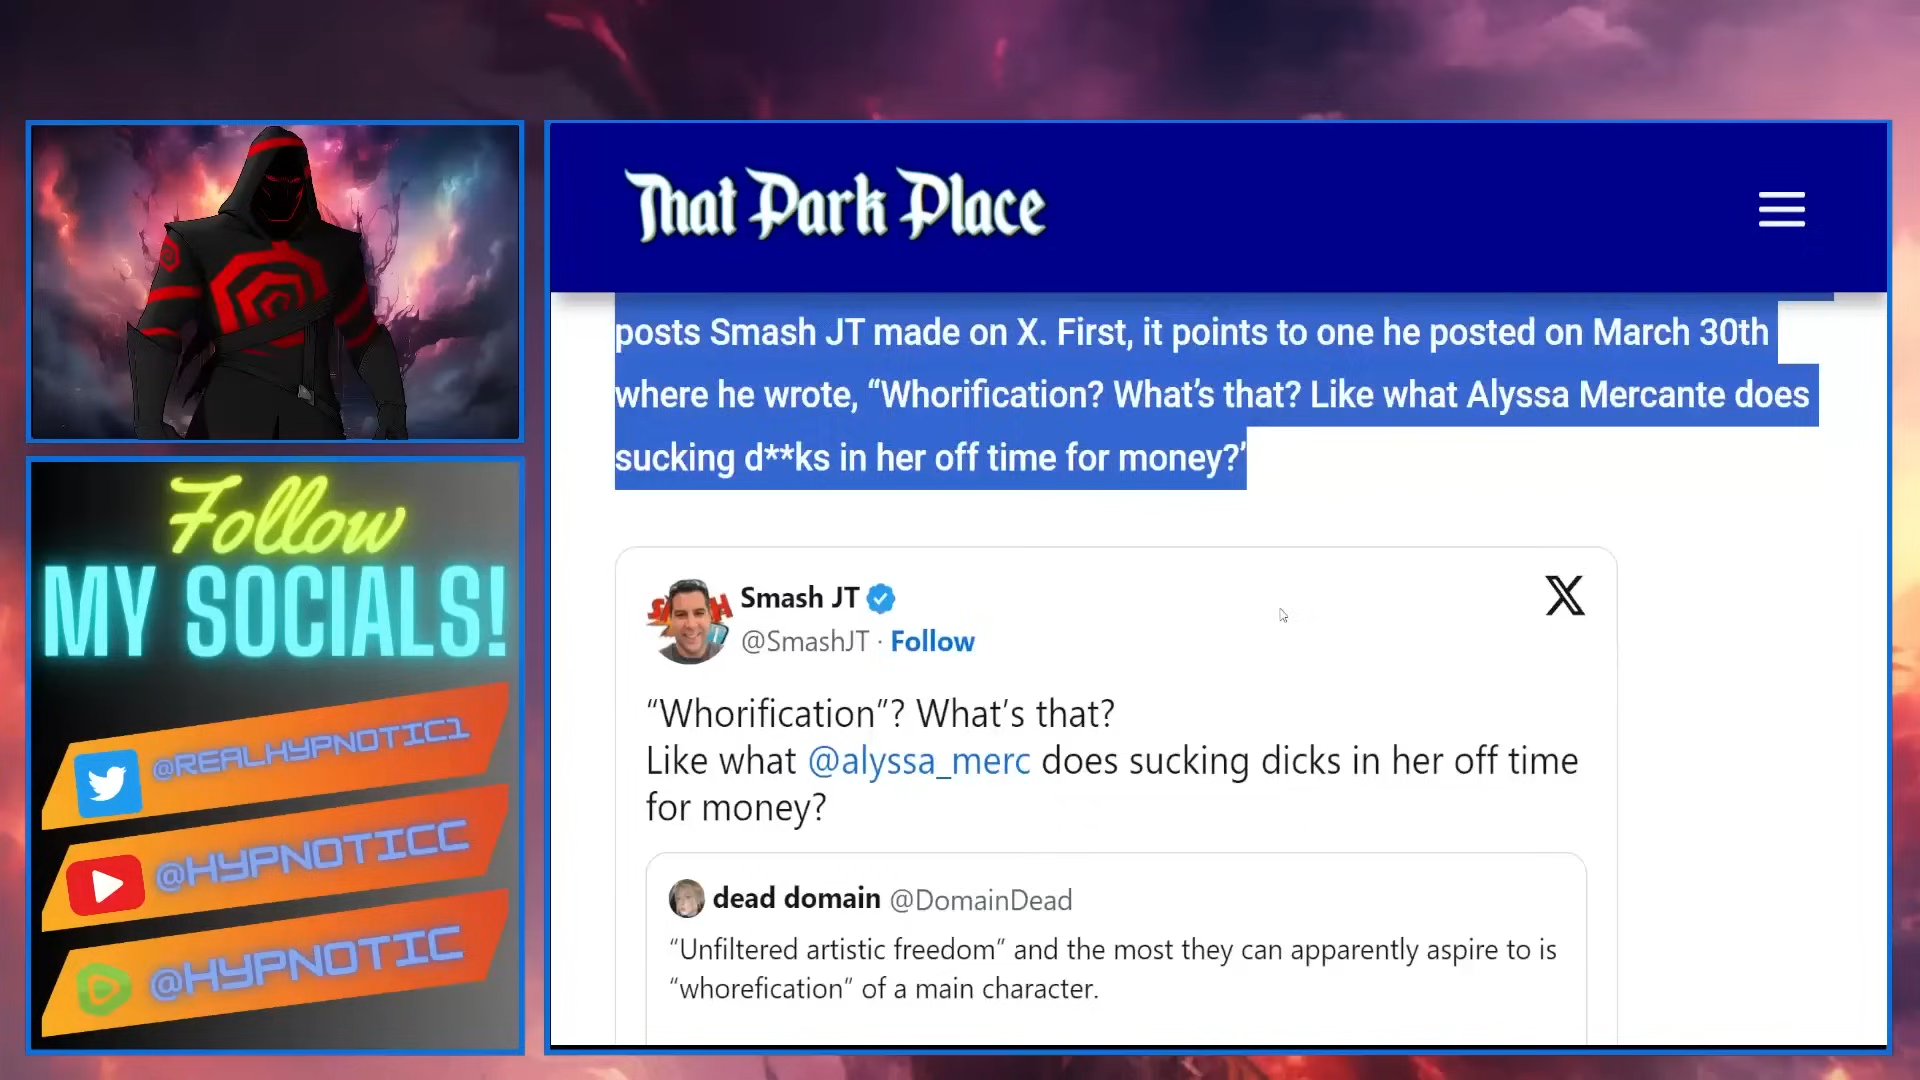 That Park Place
posts Smash JT made on X. First, it points to one he posted on March 30th
where he wrote, “Whorification? What’s that? Like what Alyssa Mercante does
sucking d**ks in her off time for money?’
Smash JT
@SmashJT · Follow
“Whorification”? What’s that?
Like what @alyssa_merc does sucking dicks in her off time
for money?
dead domain @DomainDead
“Unfiltered artistic freedom” and the most they can apparently aspire to is
“whorefication” of a main character.
Follow
MY SOCIALS!
@REALHYPNOTIC1
@HYPNOTICC
@HYPNOTIC